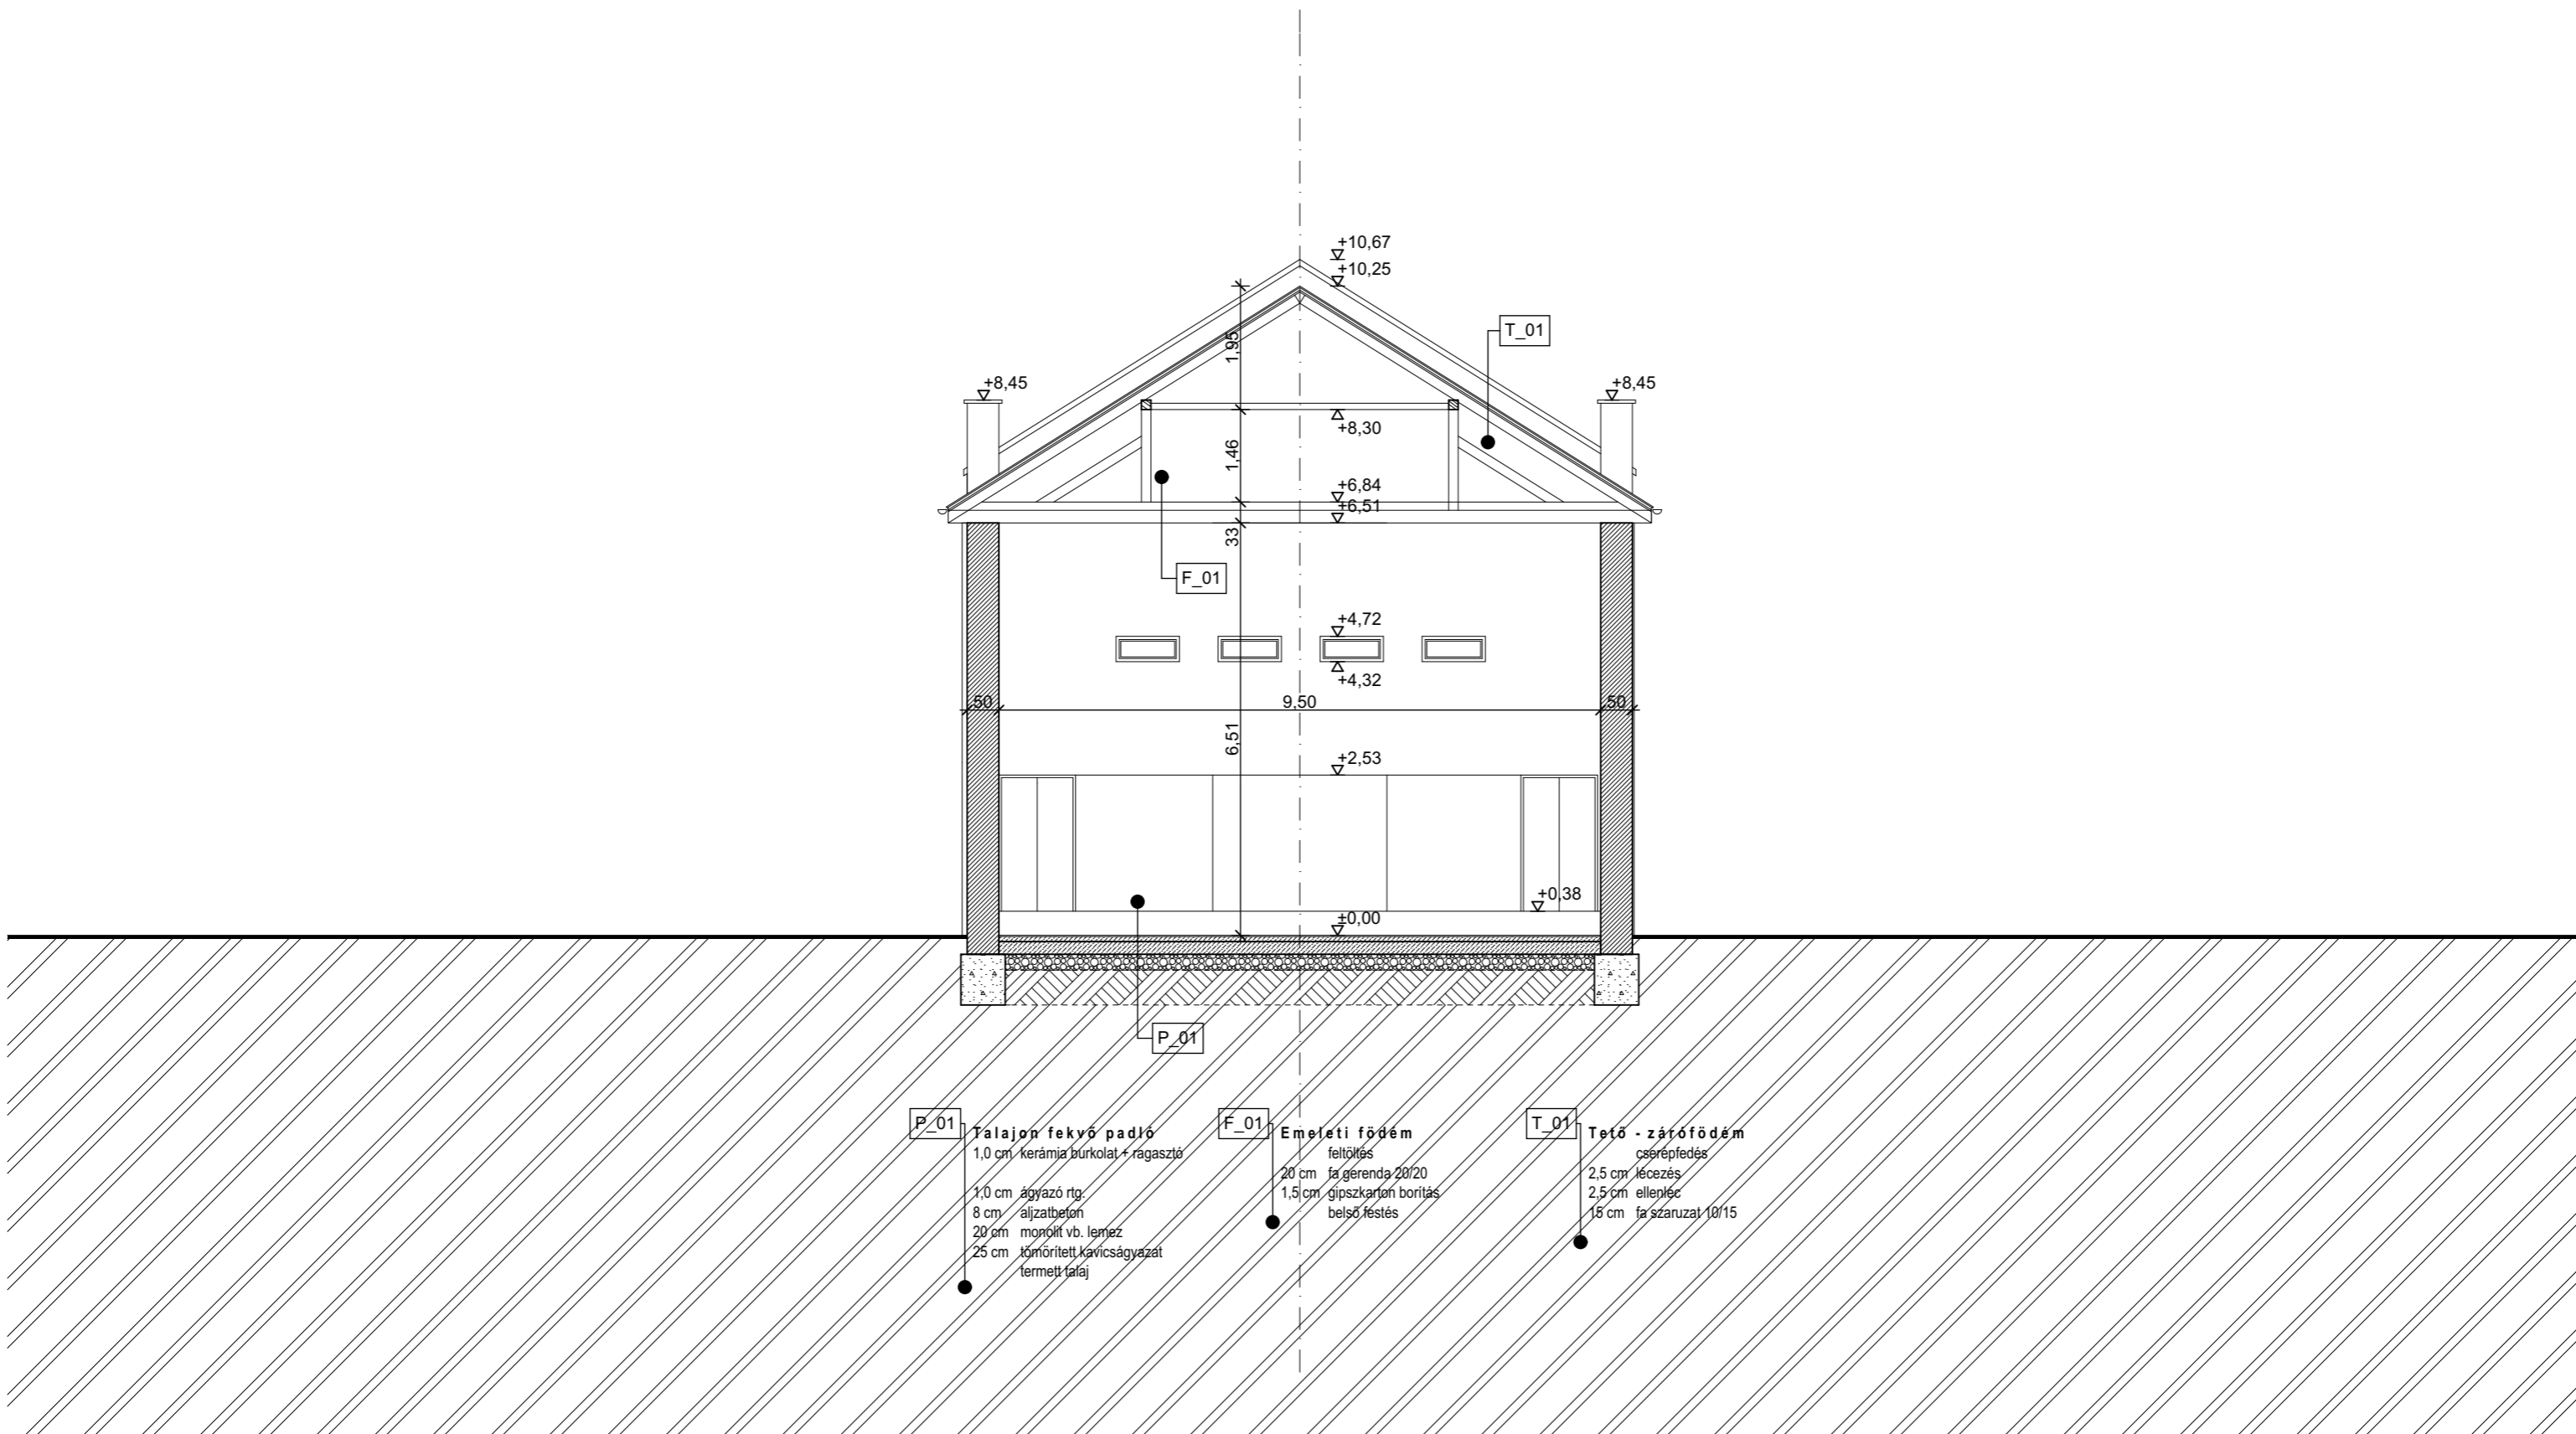 +10,67
+10,25
T_01
1,95
+8,45
+8,45
+8,30
1,46
+6,84
+6,51
33
F_01
+4,72
+4,32
50
9,50
50
6,51
+2,53
+0,38
±0,00
P_01
P_01
Talajon fekvő padló
1,0 cm kerámia burkolat + ragasztó
1,0 cm ágyazó rtg.
8 cm aljzatbeton
20 cm monolit vb. lemez
25 cm tömörített kavicságyazat
termett talaj
F_01
Emeleti födém
feltöltés
20 cm fa gerenda 20/20
1,5 cm gipszkarton borítás
belső festés
T_01
Tető - zárófödém
cserépfedés
2,5 cm lécezés
2,5 cm ellenléc
15 cm fa szaruzat 10/15